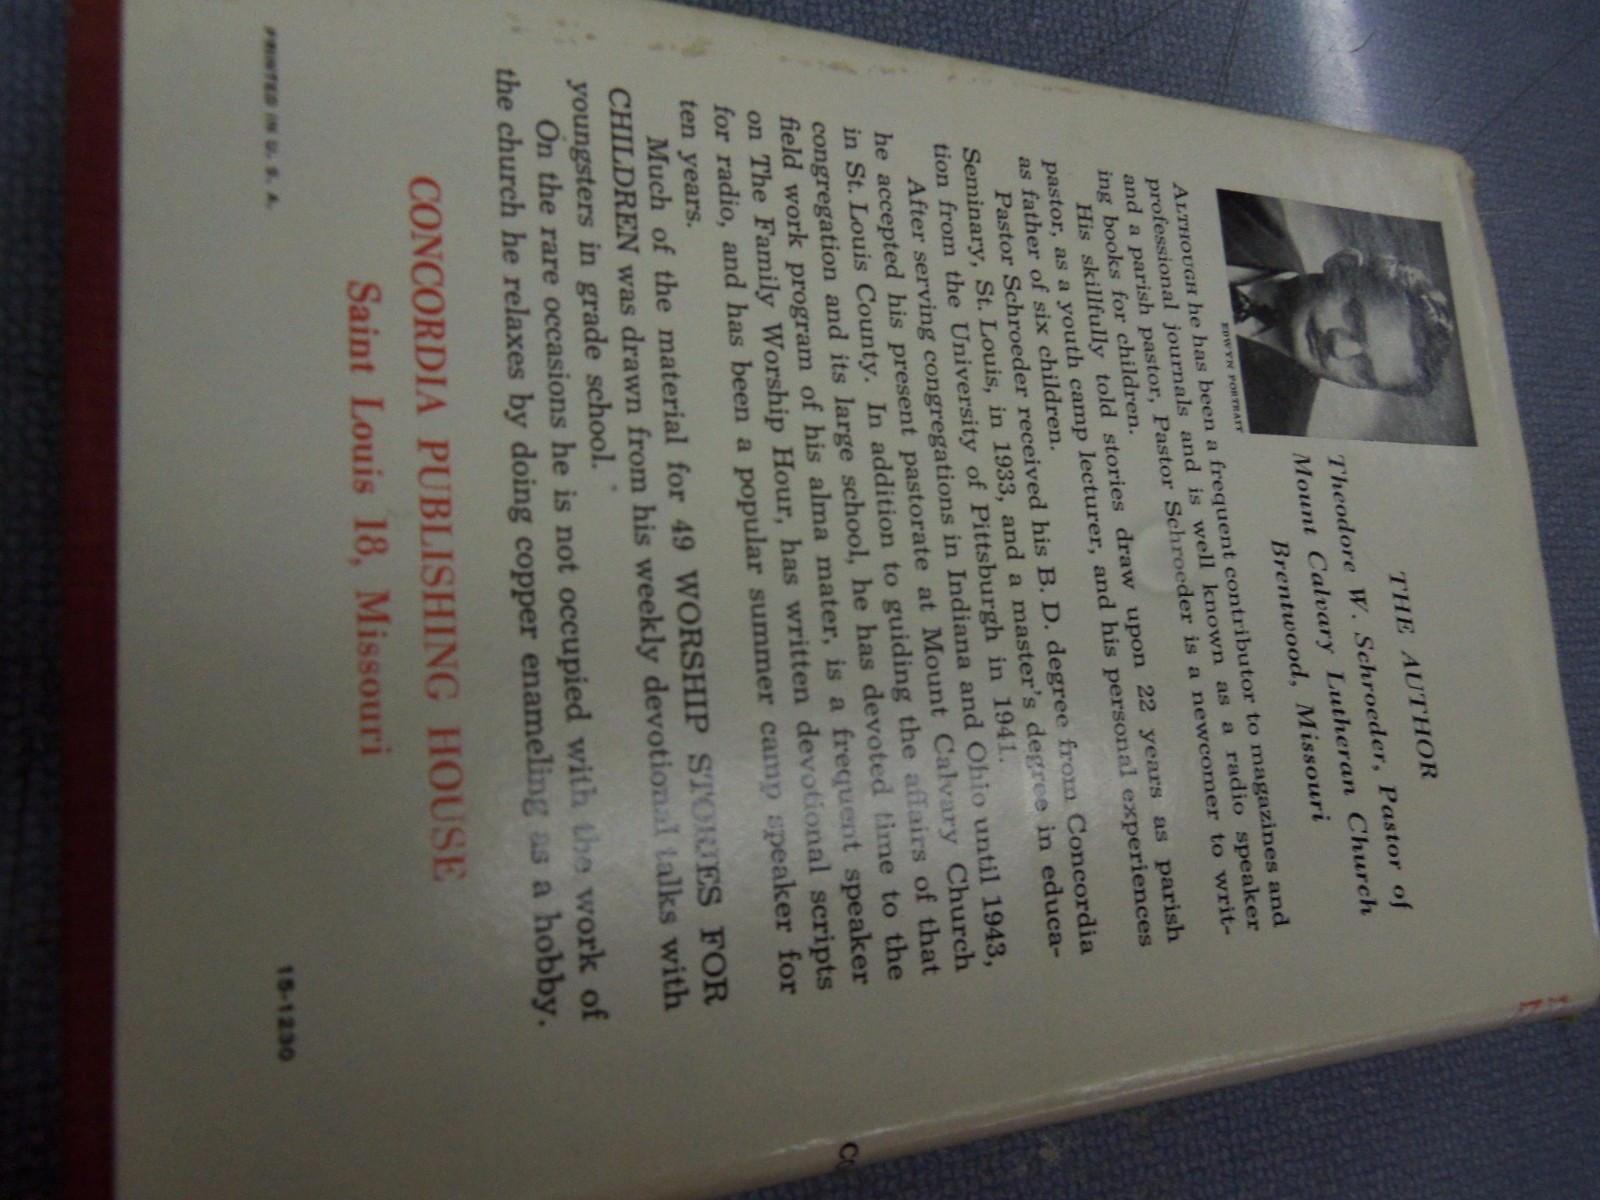 THE AUTHOR
Theodore W. Schroeder, Pastor of
Mount Calvary Lutheran Church
Brentwood, Missouri
EDWYN PORTRAIT
ALTHOUGH he has been a frequent contributor to magazines and
professional journals and is well known as a radio speaker
and a parish pastor, Pastor Schroeder is a newcomer to writ-
ing books for children.
His skillfully told stories draw upon 22 years as parish
pastor, as a youth camp lecturer, and his personal experiences
as father of six children.
Pastor Schroeder received his B. D. degree from Concordia
Seminary, St. Louis, in 1933, and a master's degree in educa-
tion from the University of Pittsburgh in 1941.
After serving congregations in Indiana and Ohio until 1943,
he accepted his present pastorate at Mount Calvary Church
in St. Louis County. In addition to guiding the affairs of that
congregation and its large school, he has devoted time to the
field work program of his alma mater, is a frequent speaker
on The Family Worship Hour, has written devotional scripts
for radio, and has been a popular summer camp speaker for
ten years.
Much of the material for 49 WORSHIP STORIES FOR
CHILDREN was drawn from his weekly devotional talks with
youngsters in grade school.
On the rare occasions he is not occupied with the work of
the church he relaxes by doing copper enameling as a hobby.
CONCORDIA PUBLISHING HOUSE
Saint Louis 18, Missouri
PRINTED IN U. S. A.
15-1230